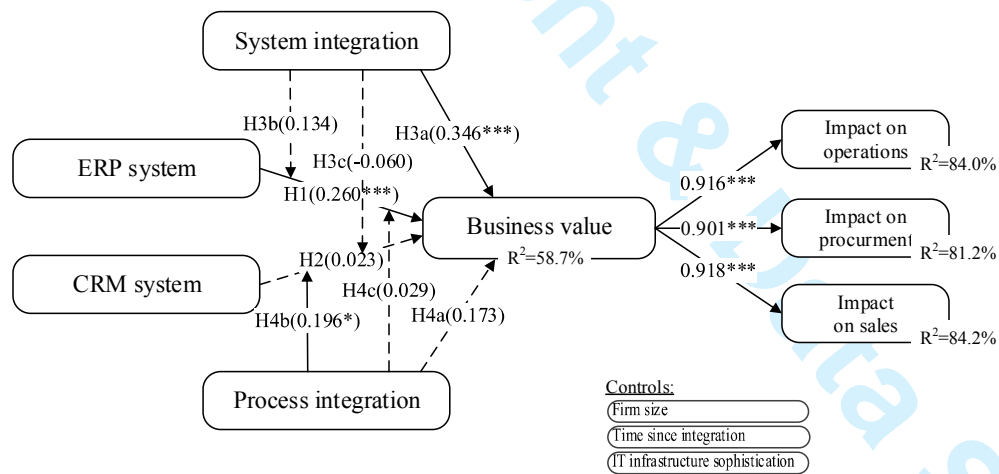 System integration
H3b(0.134)
H3a(0.346***)
ERP system
H3c(-0.060)
H1(0.260***)
Business value
R²=58.7%
CRM system
H2(0.023)
H4c(0.029)
H4b(0.196*)
H4a(0.173)
Process integration
0.916***
0.901***
0.918***
Impact on
operations
R²=84.0%
Impact on
procurment
R²=81.2%
Impact
on sales
R²=84.2%
Controls:
Firm size
Time since integration
IT infrastructure sophistication